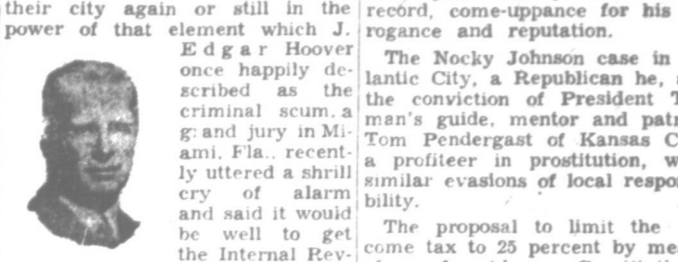 their city again or still in the
power of that element which J.
Edgar Hoover
once happily de-
scribed as the
criminal scum, a
grand jury in Mi-
ami, Fla., recent-
ly uttered a shrill
cry of alarm
and said it would
be well to get
the Internal Rev-
record, come-uppance for his
rogance and reputation.
The Nocky Johnson case in
lantic City, a Republican he,
the conviction of President T
man's guide, mentor and patr
Tom Pendergast of Kansas C
a profiteer in prostitution, w
similar evasions of local respo
bility.
The proposal to limit the
come tax to 25 percent by me